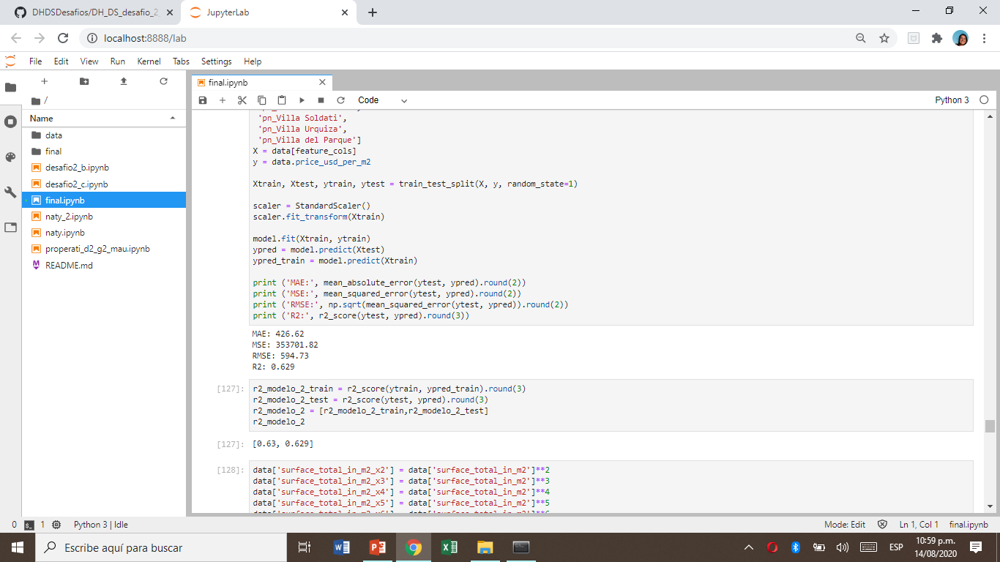 DHDSDesafios/DH_DS_desafio_2
JupyterLab
localhost:8888/lab
File Edit View Run Kernel Tabs Settings Help
final.ipynb
/
Code
Python 3
Name
data
final
desafio2_b.ipynb
desafio2_c.ipynb
final.ipynb
naty_2.ipynb
naty.ipynb
properati_d2_g2_mau.ipynb
README.md
'pn_Villa Soldati',
'pn_Villa Urquiza',
'pn_Villa del Parque']
X = data[feature_cols]
y = data.price_usd_per_m2
Xtrain, Xtest, ytrain, ytest = train_test_split(X, y, random_state=1)
scaler = StandardScaler()
scaler.fit_transform(Xtrain)
model.fit(Xtrain, ytrain)
ypred = model.predict(Xtest)
ypred_train = model.predict(Xtrain)
print ('MAE:', mean_absolute_error(ytest, ypred).round(2))
print ('MSE:', mean_squared_error(ytest, ypred).round(2))
print ('RMSE:', np.sqrt(mean_squared_error(ytest, ypred)).round(2))
print ('R2:', r2_score(ytest, ypred).round(3))
MAE: 426.62
MSE: 353701.82
RMSE: 594.73
R2: 0.629
[127]: r2_modelo_2_train = r2_score(ytrain, ypred_train).round(3)
r2_modelo_2_test = r2_score(ytest, ypred).round(3)
r2_modelo_2 = [r2_modelo_2_train,r2_modelo_2_test]
r2_modelo_2
[127]: [0.63, 0.629]
[128]: data['surface_total_in_m2_x2'] = data['surface_total_in_m2']**2
data['surface_total_in_m2_x3'] = data['surface_total_in_m2']**3
data['surface_total_in_m2_x4'] = data['surface_total_in_m2']**4
data['surface_total_in_m2_x5'] = data['surface_total_in_m2']**5
0 1 Python 3 | Idle
Mode: Edit Ln 1, Col 1 final.ipynb
Escribe aquí para buscar
ESP
10:59 p.m.
14/08/2020